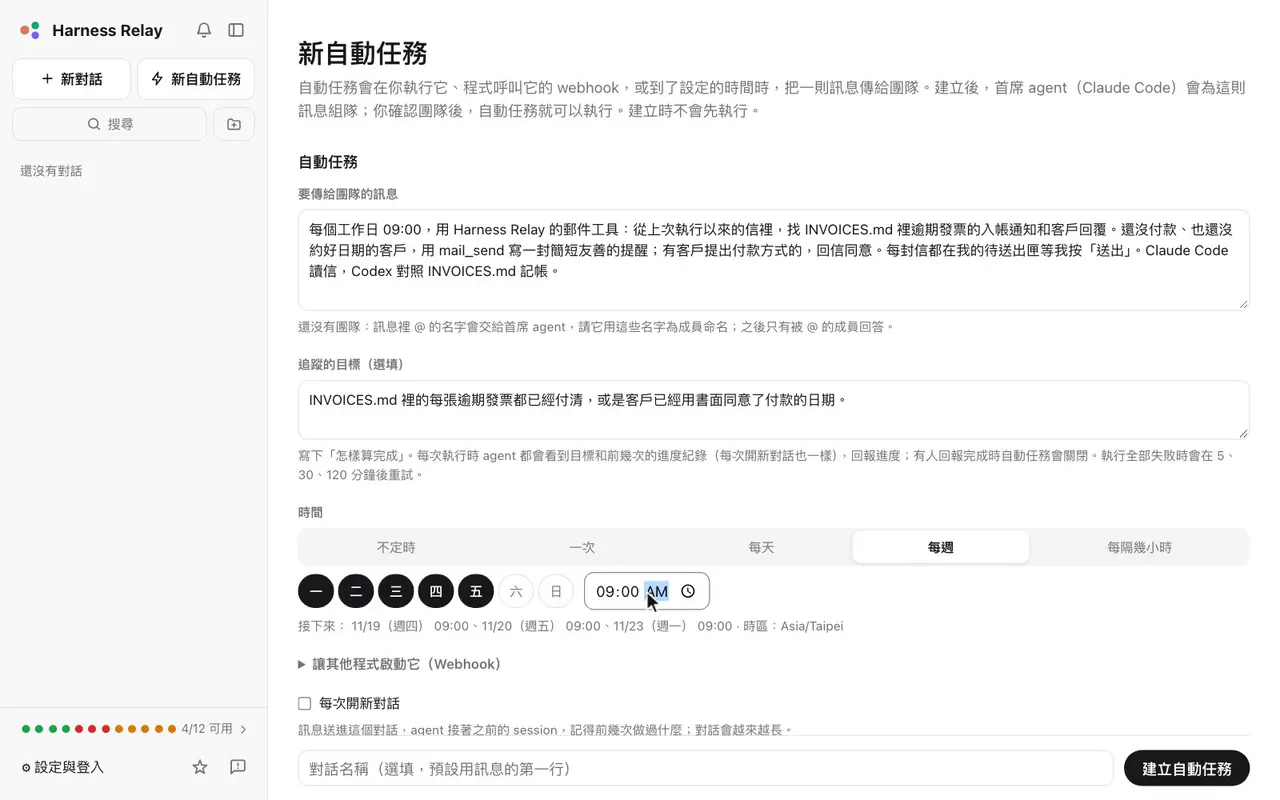 Harness Relay
+ 新對話
新自動任務
搜尋
還沒有對話
4/12 可用
設定與登入
新自動任務
自動任務會在你執行它、程式呼叫它的 webhook，或到了設定的時間時，把一則訊息傳給團隊。建立後，首席 agent（Claude Code）會為這則
訊息組隊；你確認團隊後，自動任務就可以執行。建立時不會先執行。
自動任務
要傳給團隊的訊息
每個工作日 09:00，用 Harness Relay 的郵件工具：從上次執行以來的信裡，找 INVOICES.md 裡逾期發票的入帳通知和客戶回覆。還沒付款、也還沒
約好日期的客戶，用 mail_send 寫一封簡短友善的提醒；有客戶提出付款方式的，回信同意。每封信都在我的待送出匣等我按「送出」。Claude Code
讀信，Codex 對照 INVOICES.md 記帳。
還沒有團隊：訊息裡 @ 的名字會交給首席 agent，請它用這些名字為成員命名；之後只有被 @ 的成員回答。
追蹤的目標（選填）
INVOICES.md 裡的每張逾期發票都已經付清，或是客戶已經用書面同意了付款的日期。
寫下「怎樣算完成」。每次執行時 agent 都會看到目標和前幾次的進度紀錄（每次開新對話也一樣），回報進度；有人回報完成時自動任務會關閉。執行全部失敗時會在 5、
30、120 分鐘後重試。
時間
不定時 一次 每天 每週 每隔幾小時
一 二 三 四 五 六 日 09:00 AM
接下來： 11/19（週四） 09:00、11/20（週五） 09:00、11/23（週一） 09:00 · 時區：Asia/Taipei
讓其他程式啟動它（Webhook）
每次開新對話
訊息送進這個對話，agent 接著之前的 session，記得前幾次做過什麼；對話會越來越長。
對話名稱（選填，預設用訊息的第一行）
建立自動任務